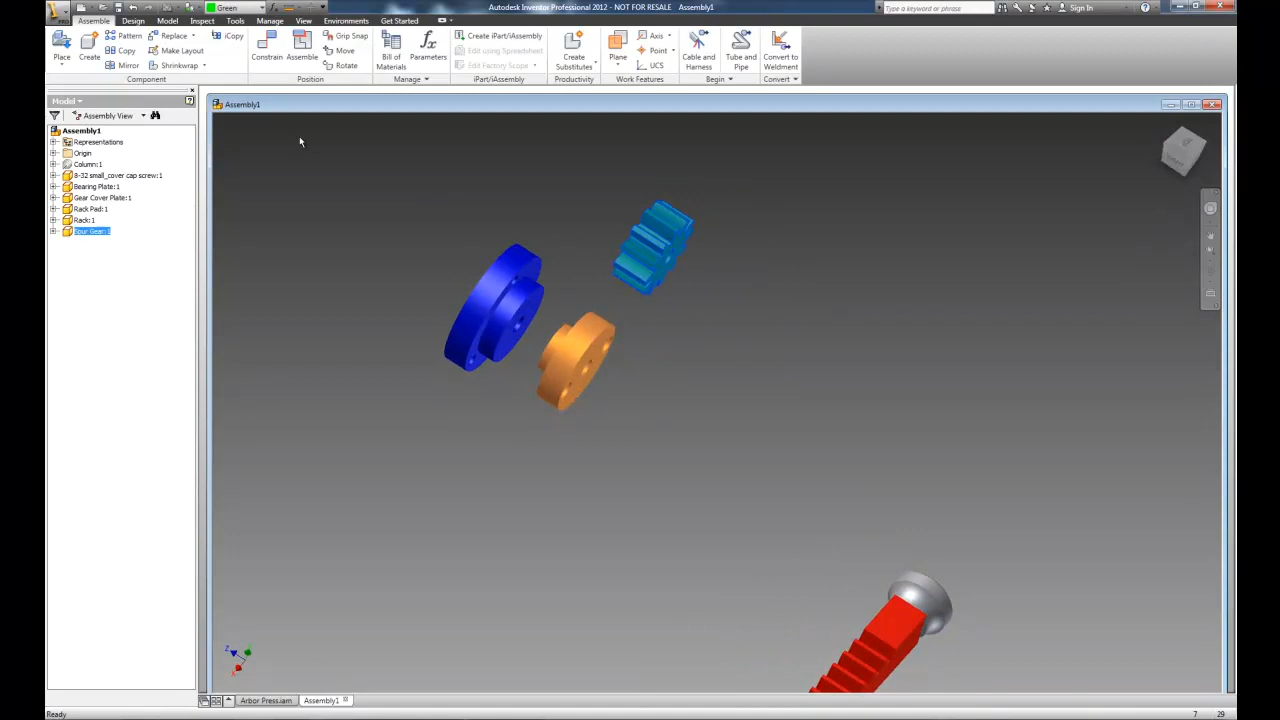 Green
Autodesk Inventor Professional 2012 - NOT FOR RESALE Assembly1
Type a keyword or phrase
Sign In
PRO
Assemble Design Model Inspect Tools Manage View Environments Get Started
Place
Create
Pattern
Copy
Mirror
Replace
Make Layout
Shrinkwrap
iCopy
Component
Constrain
Assemble
Grip Snap
Move
Rotate
Position
Bill of Materials
Parameters
Manage
Create iPart/iAssembly
Edit using Spreadsheet
Edit Factory Scope
iPart/iAssembly
Create Substitutes
Productivity
Plane
Axis
Point
UCS
Work Features
Cable and Harness
Tube and Pipe
Begin
Convert to Weldment
Convert
Model
Assembly View
Assembly1
Representations
Origin
Column:1
8-32 small_cover cap screw:1
Bearing Plate:1
Gear Cover Plate:1
Rack Pad:1
Rack:1
Spur Gear:1
Assembly1
Z
X
Arbor Press.iam
Assembly1
Ready
7 29